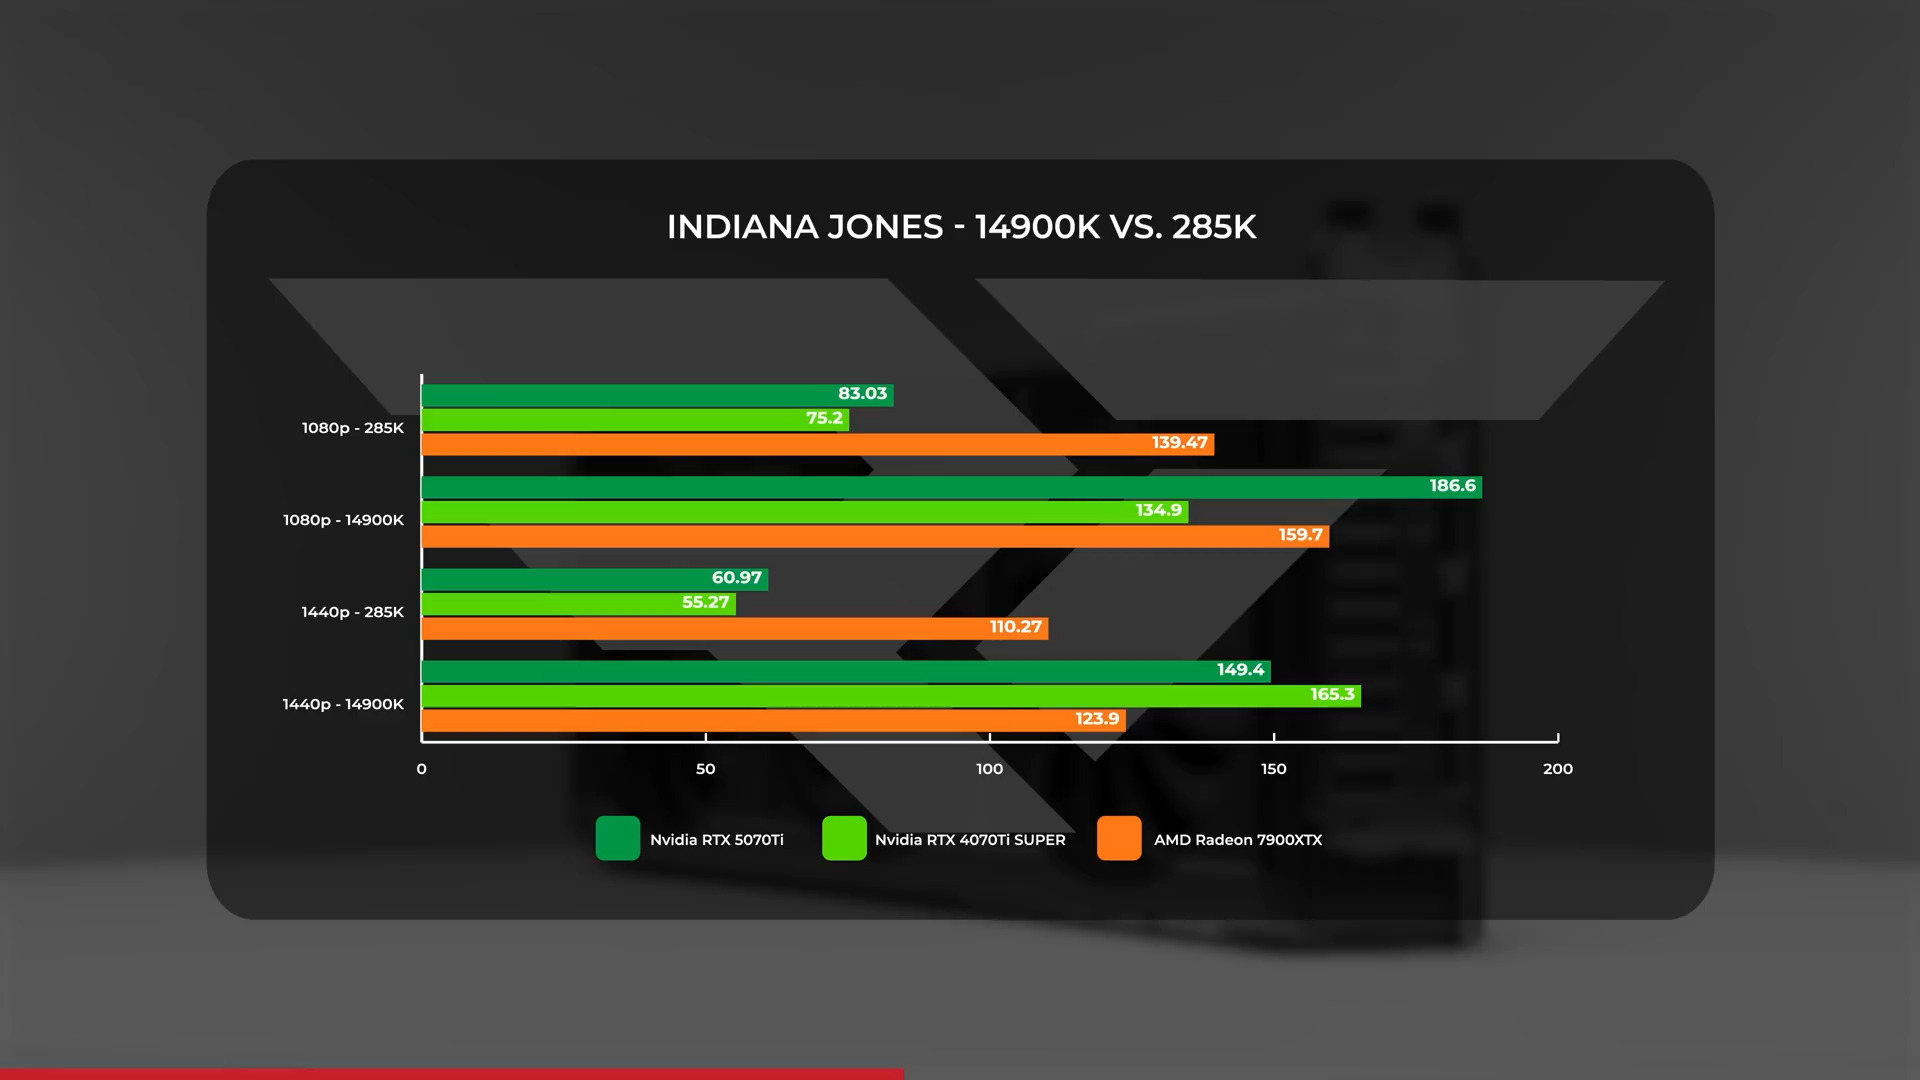 INDIANA JONES - 14900K VS. 285K
83.03
75.2
1080p - 285K
139.47
186.6
134.9
1080p - 14900K
159.7
60.97
55.27
1440p - 285K
110.27
149.4
165.3
1440p - 14900K
123.9
0 50 100 150 200
Nvidia RTX 5070Ti Nvidia RTX 4070Ti SUPER AMD Radeon 7900XTX